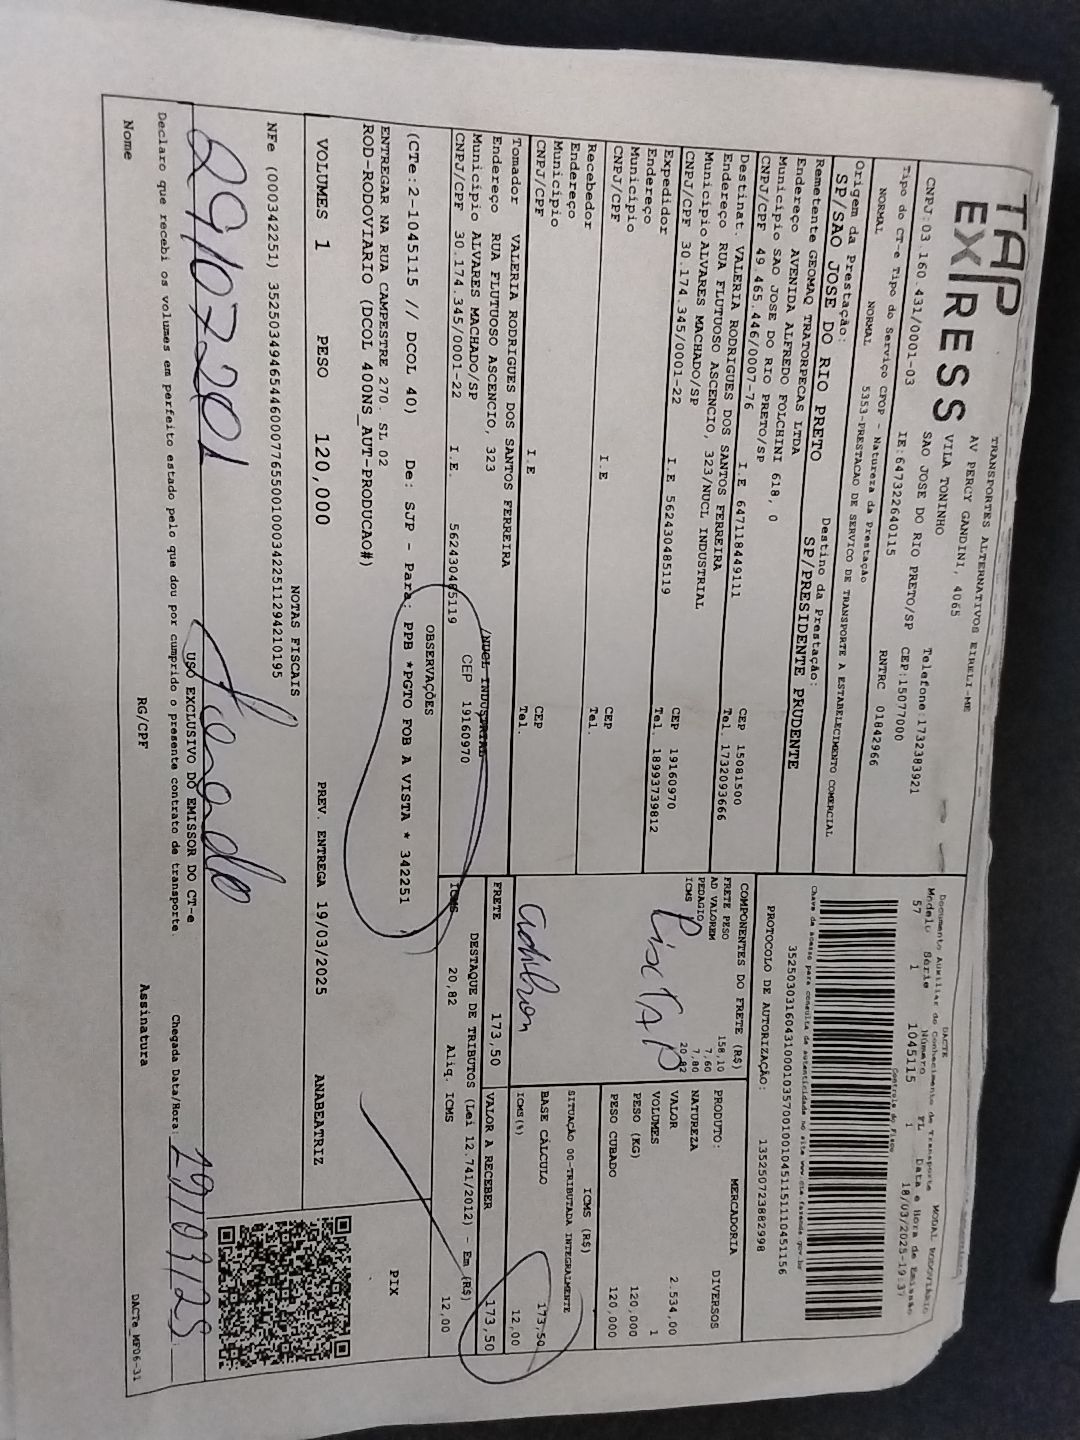 TAP
EXPRESS
TRANSPORTES ALTERNATIVOS EIRELI-ME
AV PERCY GANDINI, 4065
VILA TONINHO
SAO JOSE DO RIO PRETO/SP CEP:15077000
CNPJ:03.160.431/0001-03 IE:647322640115 Telefone:1732383921
RNTRC 01842966
Tipo do CT-e Tipo do Serviço CFOP - Natureza da Prestação
NORMAL NORMAL 5353-PRESTACAO DE SERVICO DE TRANSPORTE A ESTABELECIMENTO COMERCIAL
Origem da Prestação: Destino da Prestação:
SP/SAO JOSE DO RIO PRETO SP/PRESIDENTE PRUDENTE
DACTE MODAL RODOVIÁRIO
Documento Auxiliar do Conhecimento de Transporte
Modelo Série Número FL Data e Hora de Emissão
57 1 1045115 1 18/03/2025-19:37
Controle do Fisco
Chave de acesso para consulta de autenticidade no site www.cte.fazenda.gov.br
35250303160431000103570010010451151110451156
PROTOCOLO DE AUTORIZAÇÃO: 135250723882998
Remetente GEOMAQ TRATORPECAS LTDA
Endereço AVENIDA ALFREDO FOLCHINI 618, 0
Município SAO JOSE DO RIO PRETO/SP CEP 15081500
CNPJ/CPF 49.465.446/0007-76 I.E 647118449111 Tel. 1732093666
Destinat. VALERIA RODRIGUES DOS SANTOS FERREIRA
Endereço RUA FLUTUOSO ASCENCIO, 323/NUCL INDUSTRIAL
Município ALVARES MACHADO/SP CEP 19160970
CNPJ/CPF 30.174.345/0001-22 I.E 562430485119 Tel. 18993739812
Expedidor
Endereço
Município CEP
CNPJ/CPF I.E Tel.
Recebedor
Endereço
Município CEP
CNPJ/CPF I.E Tel.
Tomador VALERIA RODRIGUES DOS SANTOS FERREIRA
Endereço RUA FLUTUOSO ASCENCIO, 323 /NUCL INDUSTRIAL
Município ALVARES MACHADO/SP CEP 19160970
CNPJ/CPF 30.174.345/0001-22 I.E. 562430485119
COMPONENTES DO FRETE (R$)
FRETE PESO 158,10
AD VALOREM 7,60
PEDAGIO 7,80
ICMS 20,82
FRETE 173,50
PRODUTO: MERCADORIA
NATUREZA DIVERSOS
VALOR 2.534,00
VOLUMES 1
PESO (KG) 120,000
PESO CUBADO 120,000
ICMS (R$)
SITUAÇÃO 00-TRIBUTADA INTEGRALMENTE
BASE CÁLCULO 173,50
ICMS(%) 12,00
VALOR A RECEBER 173,50
DESTAQUE DE TRIBUTOS (Lei 12.741/2012) - Em (R$)
ICMS 20,82 Aliq. ICMS 12,00
OBSERVAÇÕES
(CTe:2-1045115 // DCOL 40) De: SJP - Para: PPB *PGTO FOB A VISTA * 342251
ENTREGAR NA RUA CAMPESTRE 270. SL 02
ROD-RODOVIARIO (DCOL 400NS_AUT-PRODUCAO#)
PIX
VOLUMES 1 PESO 120,000 PREV. ENTREGA 19/03/2025 ANABEATRIZ
NOTAS FISCAIS
NFe (000342251) 35250349465446000776550010003422511294210195
USO EXCLUSIVO DO EMISSOR DO CT-e
Declaro que recebi os volumes em perfeito estado pelo que dou por cumprido o presente contrato de transporte. Chegada Data/Hora: 19/03/25
Nome RG/CPF Assinatura
DACTe_MP06-31